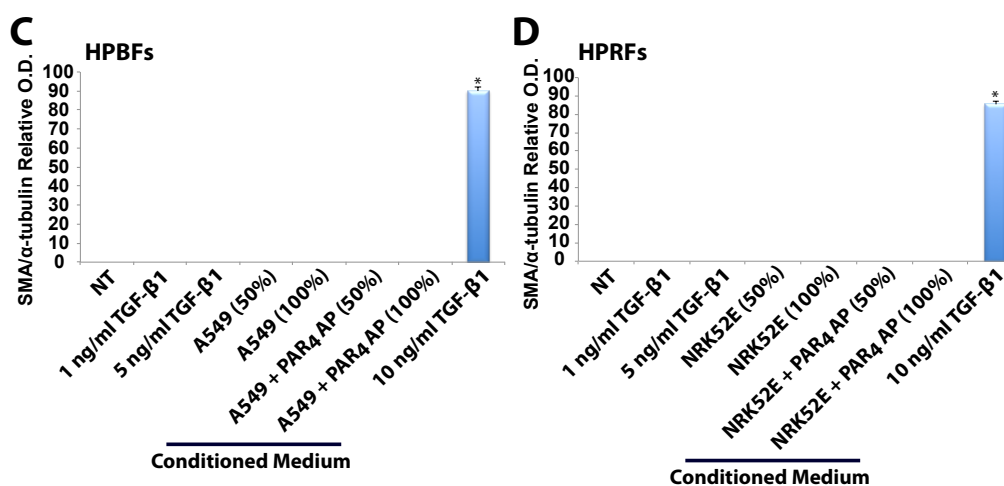 C
HPBFs
SMA/α-tubulin Relative O.D.
100
90
80
70
60
50
40
30
20
10
0
*
NT
1 ng/ml TGF-β1
5 ng/ml TGF-β1
A549 (50%)
A549 (100%)
A549 + PAR4 AP (50%)
A549 + PAR4 AP (100%)
10 ng/ml TGF-β1
Conditioned Medium
D
HPRFs
SMA/α-tubulin Relative O.D.
100
90
80
70
60
50
40
30
20
10
0
*
NT
1 ng/ml TGF-β1
5 ng/ml TGF-β1
NRK52E (50%)
NRK52E (100%)
NRK52E + PAR4 AP (50%)
NRK52E + PAR4 AP (100%)
10 ng/ml TGF-β1
Conditioned Medium